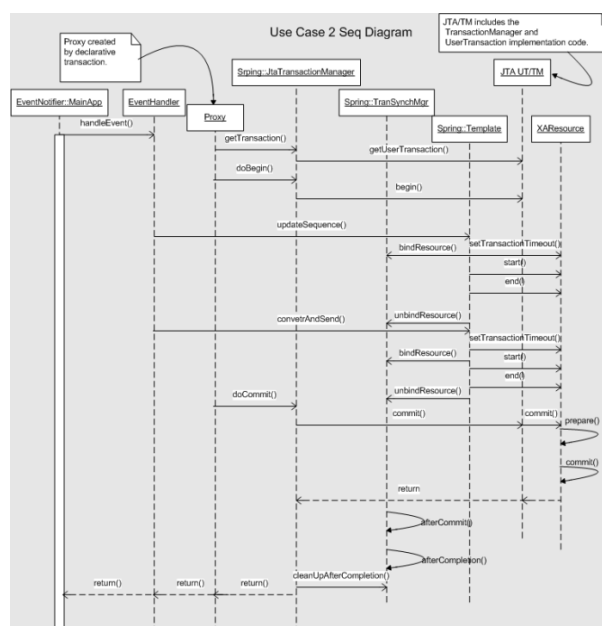 Use Case 2 Seq Diagram
JTA/TM includes the
TransactionManager and
UserTransaction implementation code.
Proxy created
by declarative
transaction.
Srping::JtaTransactionManager
JTA UT/TM
EventNotifier::MainApp
EventHandler
Proxy
Spring::TranSynchMgr
Spring::Template
XAResource
handleEvent()
getTransaction()
getUserTransaction()
doBegin()
begin()
updateSequence()
bindResource()
setTransactionTimeout()
start()
end()
unbindResource()
convetrAndSend()
setTransactionTimeout()
bindResource()
start()
end()
unbindResource()
doCommit()
commit()
commit()
prepare()
commit()
return
afterCommit()
afterCompletion()
cleanUpAfterCompletion()
return()
return()
return()